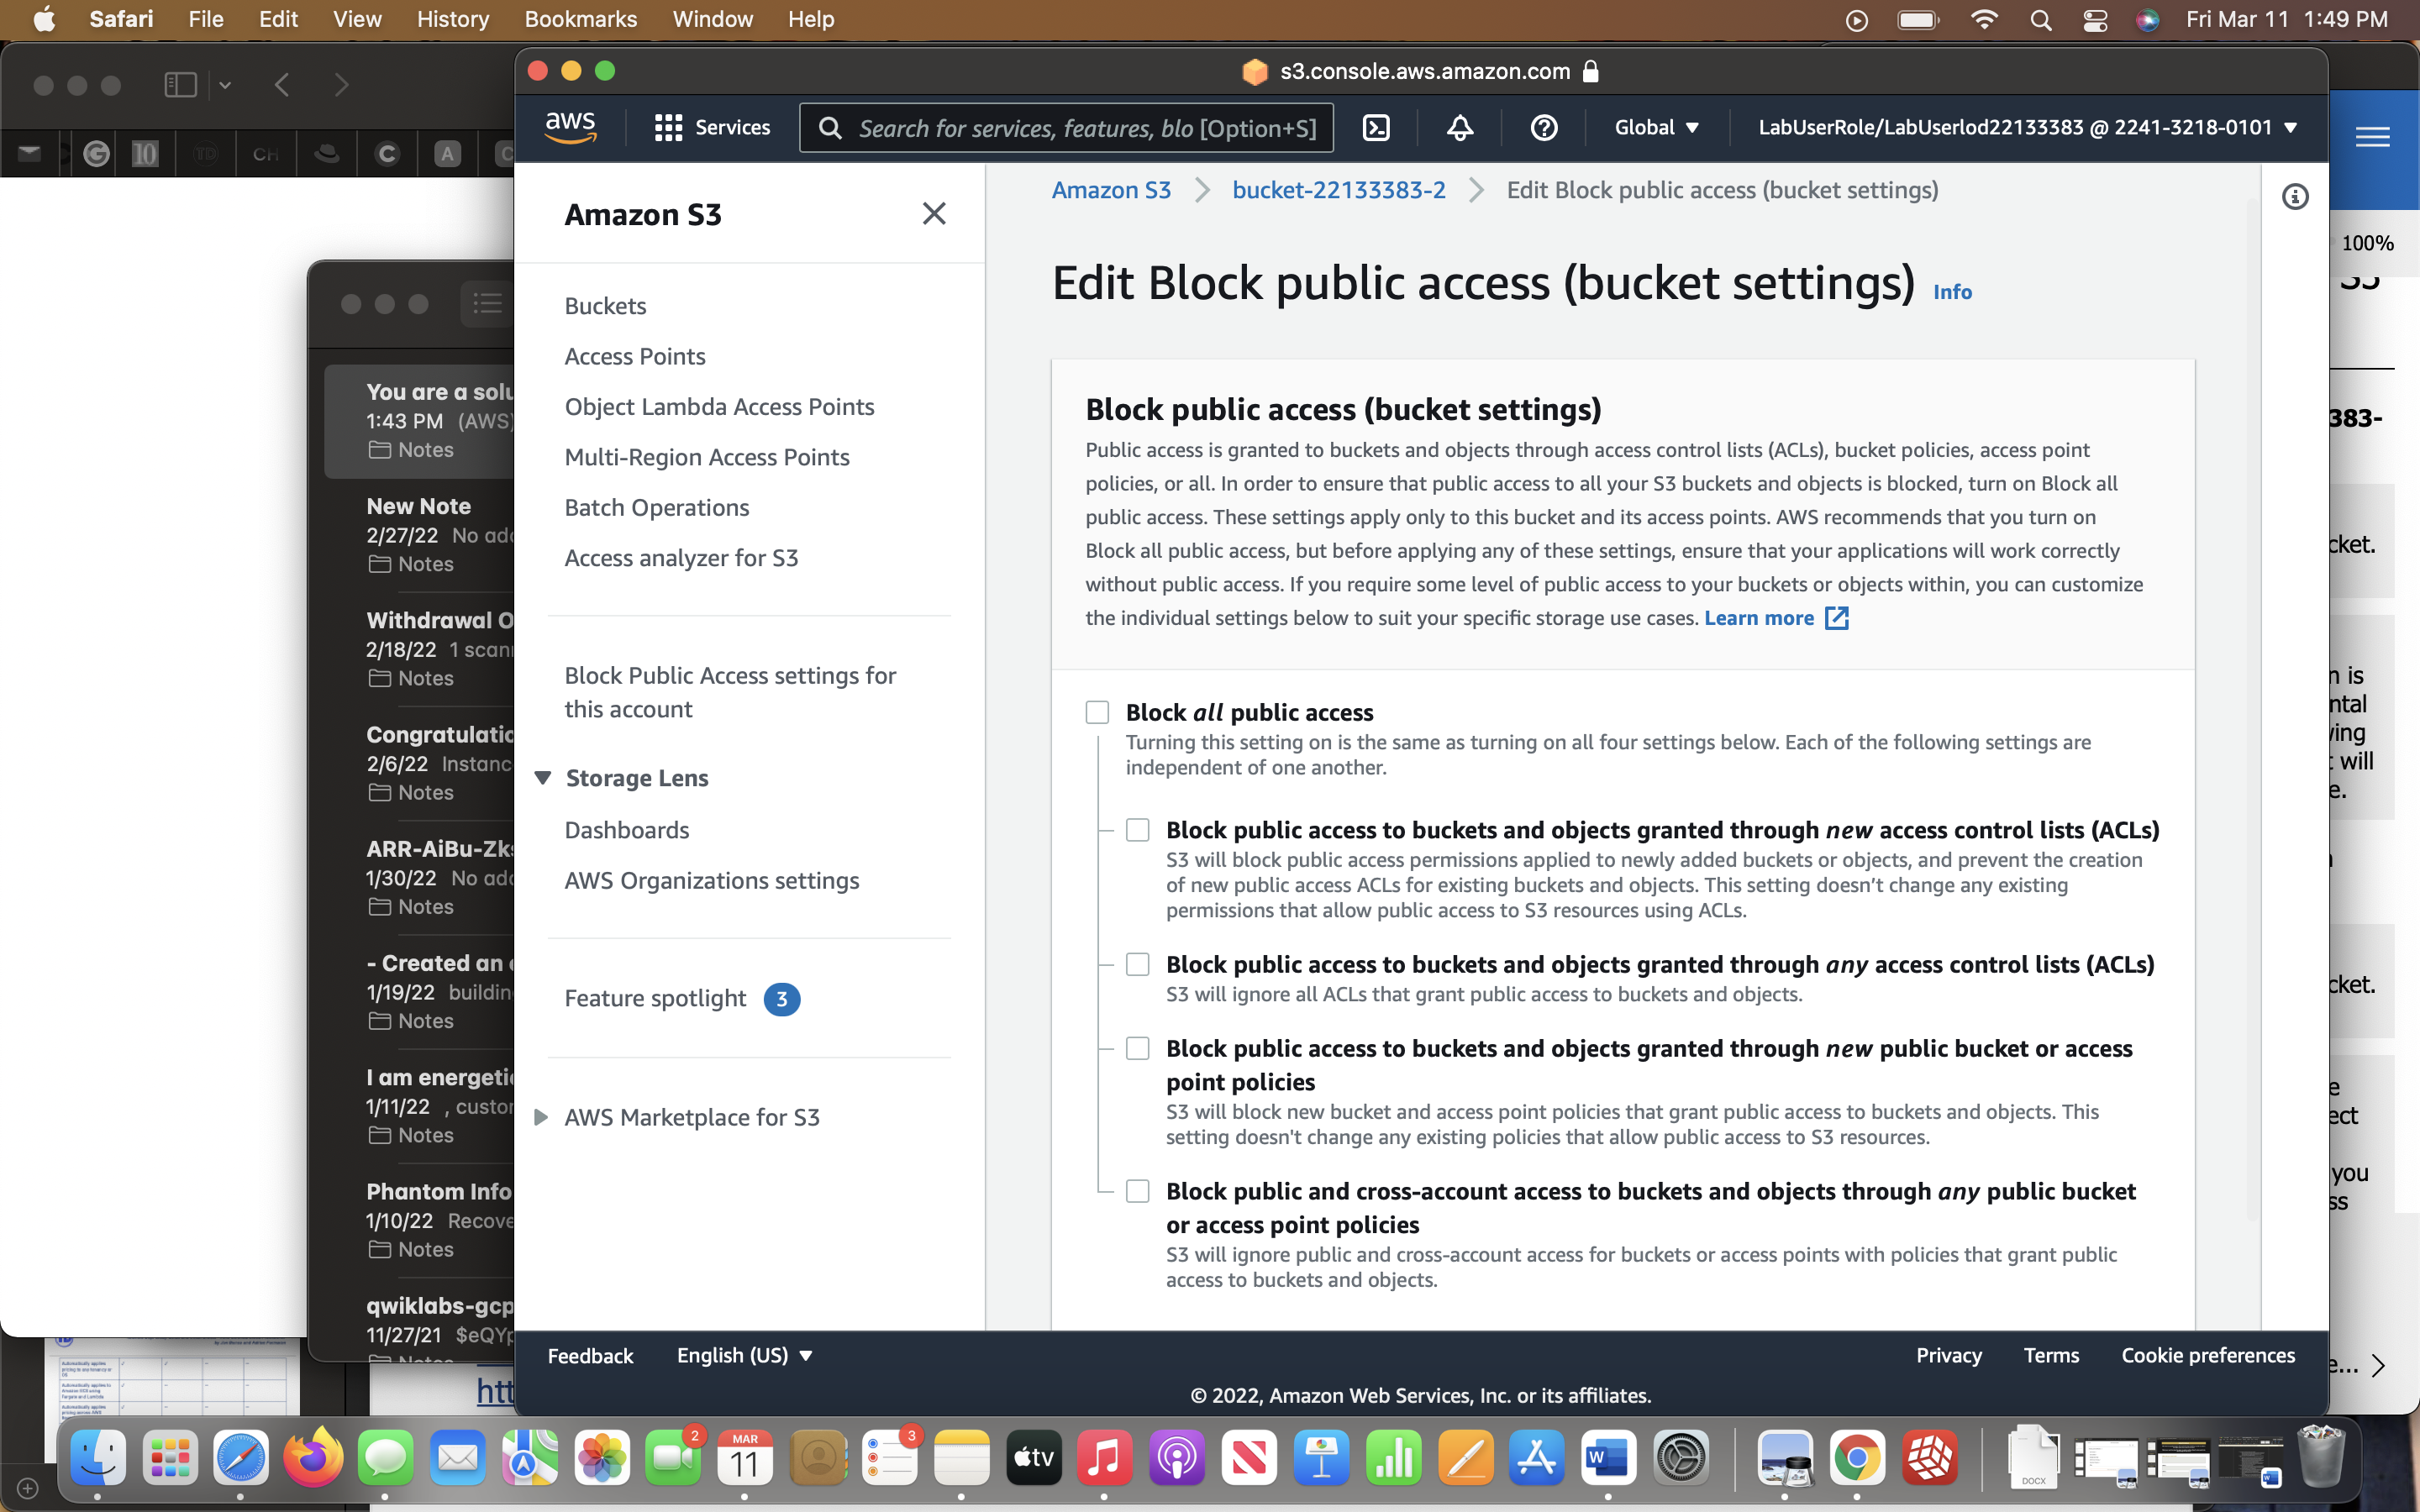 Safari File Edit View History Bookmarks Window Help Fri Mar 11 1:49 PM
s3.console.aws.amazon.com
aws Services Search for services, features, blo [Option+S] Global LabUserRole/LabUserlod22133383 @ 2241-3218-0101
10 TD CH C A
100%
Amazon S3
Buckets
Access Points
Object Lambda Access Points
Multi-Region Access Points
Batch Operations
Access analyzer for S3
Block Public Access settings for
this account
Storage Lens
Dashboards
AWS Organizations settings
Feature spotlight 3
AWS Marketplace for S3
Amazon S3 bucket-22133383-2 Edit Block public access (bucket settings)
Edit Block public access (bucket settings) Info
Block public access (bucket settings)
Public access is granted to buckets and objects through access control lists (ACLs), bucket policies, access point
policies, or all. In order to ensure that public access to all your S3 buckets and objects is blocked, turn on Block all
public access. These settings apply only to this bucket and its access points. AWS recommends that you turn on
Block all public access, but before applying any of these settings, ensure that your applications will work correctly
without public access. If you require some level of public access to your buckets or objects within, you can customize
the individual settings below to suit your specific storage use cases. Learn more
Block all public access
Turning this setting on is the same as turning on all four settings below. Each of the following settings are
independent of one another.
Block public access to buckets and objects granted through new access control lists (ACLs)
S3 will block public access permissions applied to newly added buckets or objects, and prevent the creation
of new public access ACLs for existing buckets and objects. This setting doesn’t change any existing
permissions that allow public access to S3 resources using ACLs.
Block public access to buckets and objects granted through any access control lists (ACLs)
S3 will ignore all ACLs that grant public access to buckets and objects.
Block public access to buckets and objects granted through new public bucket or access
point policies
S3 will block new bucket and access point policies that grant public access to buckets and objects. This
setting doesn't change any existing policies that allow public access to S3 resources.
Block public and cross-account access to buckets and objects through any public bucket
or access point policies
S3 will ignore public and cross-account access for buckets or access points with policies that grant public
access to buckets and objects.
Feedback English (US) Privacy Terms Cookie preferences
© 2022, Amazon Web Services, Inc. or its affiliates.
You are a solu
1:43 PM (AWS)
Notes
New Note
2/27/22 No add
Notes
Withdrawal O
2/18/22 1 scann
Notes
Congratulatio
2/6/22 Instanc
Notes
ARR-AiBu-Zks
1/30/22 No add
Notes
- Created an
1/19/22 building
Notes
I am energeti
1/11/22 , custor
Notes
Phantom Info
1/10/22 Recove
Notes
qwiklabs-gcp
11/27/21 $eQYp
htt
383-
cket.
n is
ntal
ving
will
e.
cket.
e
ect
you
ss
e...
2 MAR 11 3 tv W DOCX